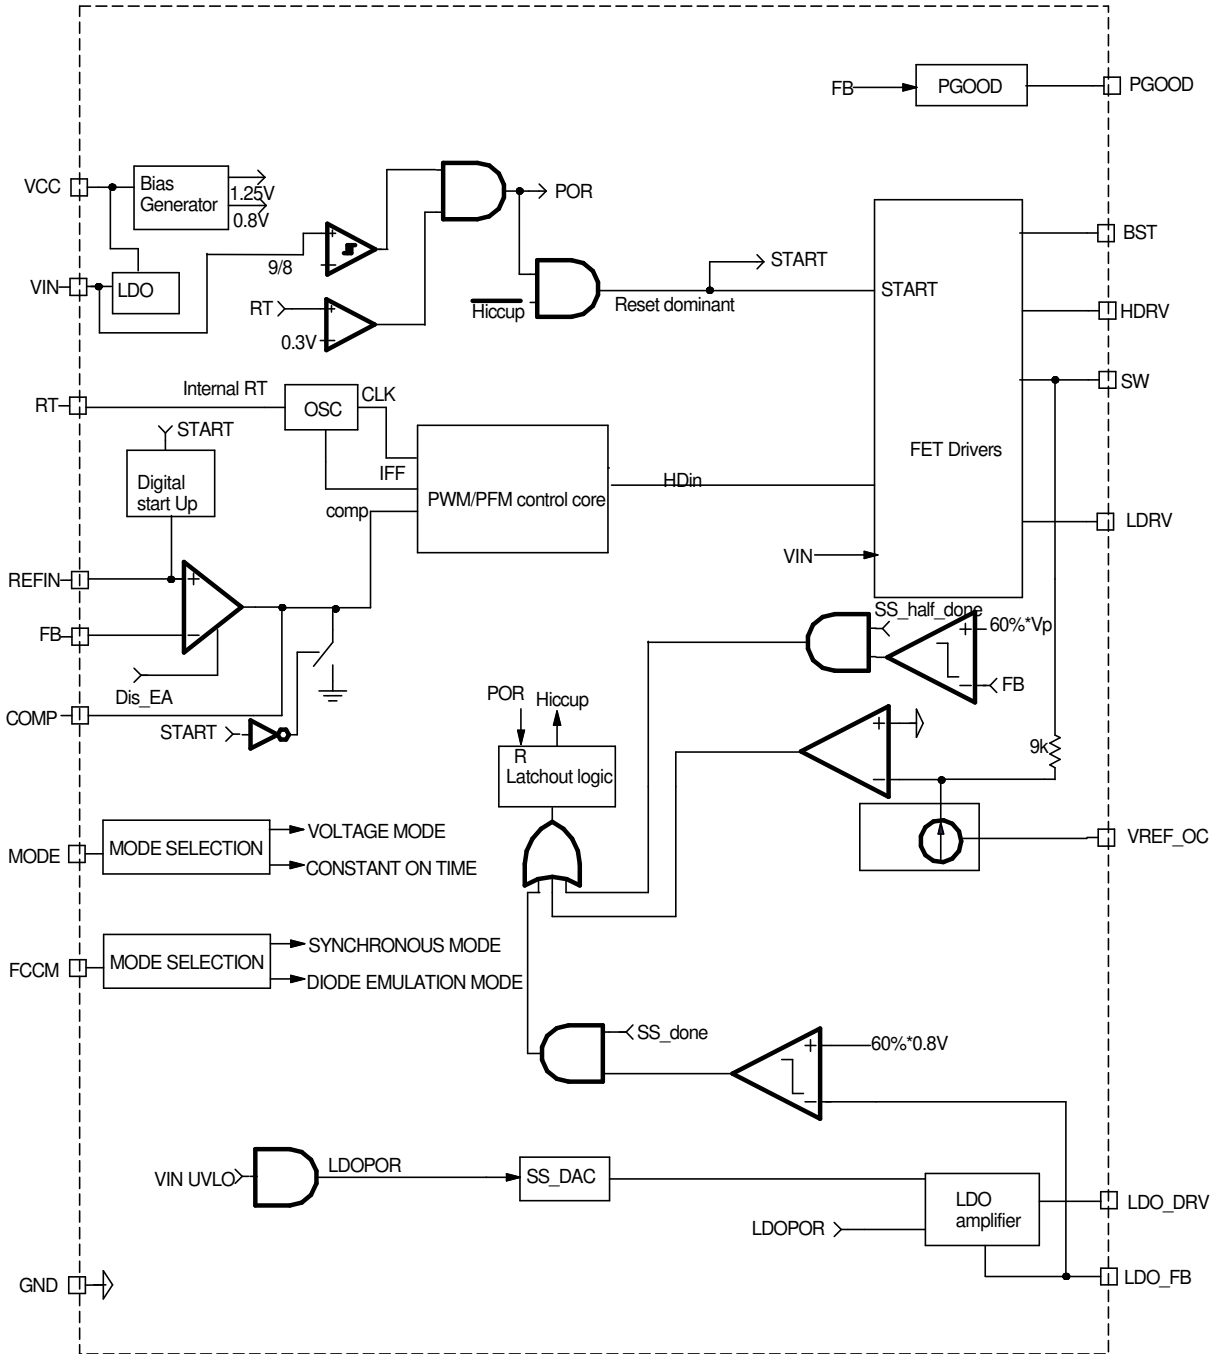 FB
PGOOD
PGOOD
VCC
Bias
Generator
1.25V
0.8V
POR
BST
9/8
START
VIN
LDO
START
RT
Hiccup
Reset dominant
HDRV
0.3V
SW
Internal RT
CLK
RT
OSC
START
FET Drivers
IFF
Digital
start Up
HDin
PWM/PFM control core
comp
LDRV
VIN
REFIN
+
SS_half_done
60%*Vp
+
FB
–
FB
–
Dis_EA
POR
Hiccup
COMP
START
+
R
9k
Latchout logic
–
VOLTAGE MODE
MODE
MODE SELECTION
VREF_OC
CONSTANT ON TIME
SYNCHRONOUS MODE
FCCM
MODE SELECTION
DIODE EMULATION MODE
SS_done
60%*0.8V
+
–
LDOPOR
VIN UVLO
SS_DAC
LDO
amplifier
LDO_DRV
LDOPOR
GND
LDO_FB